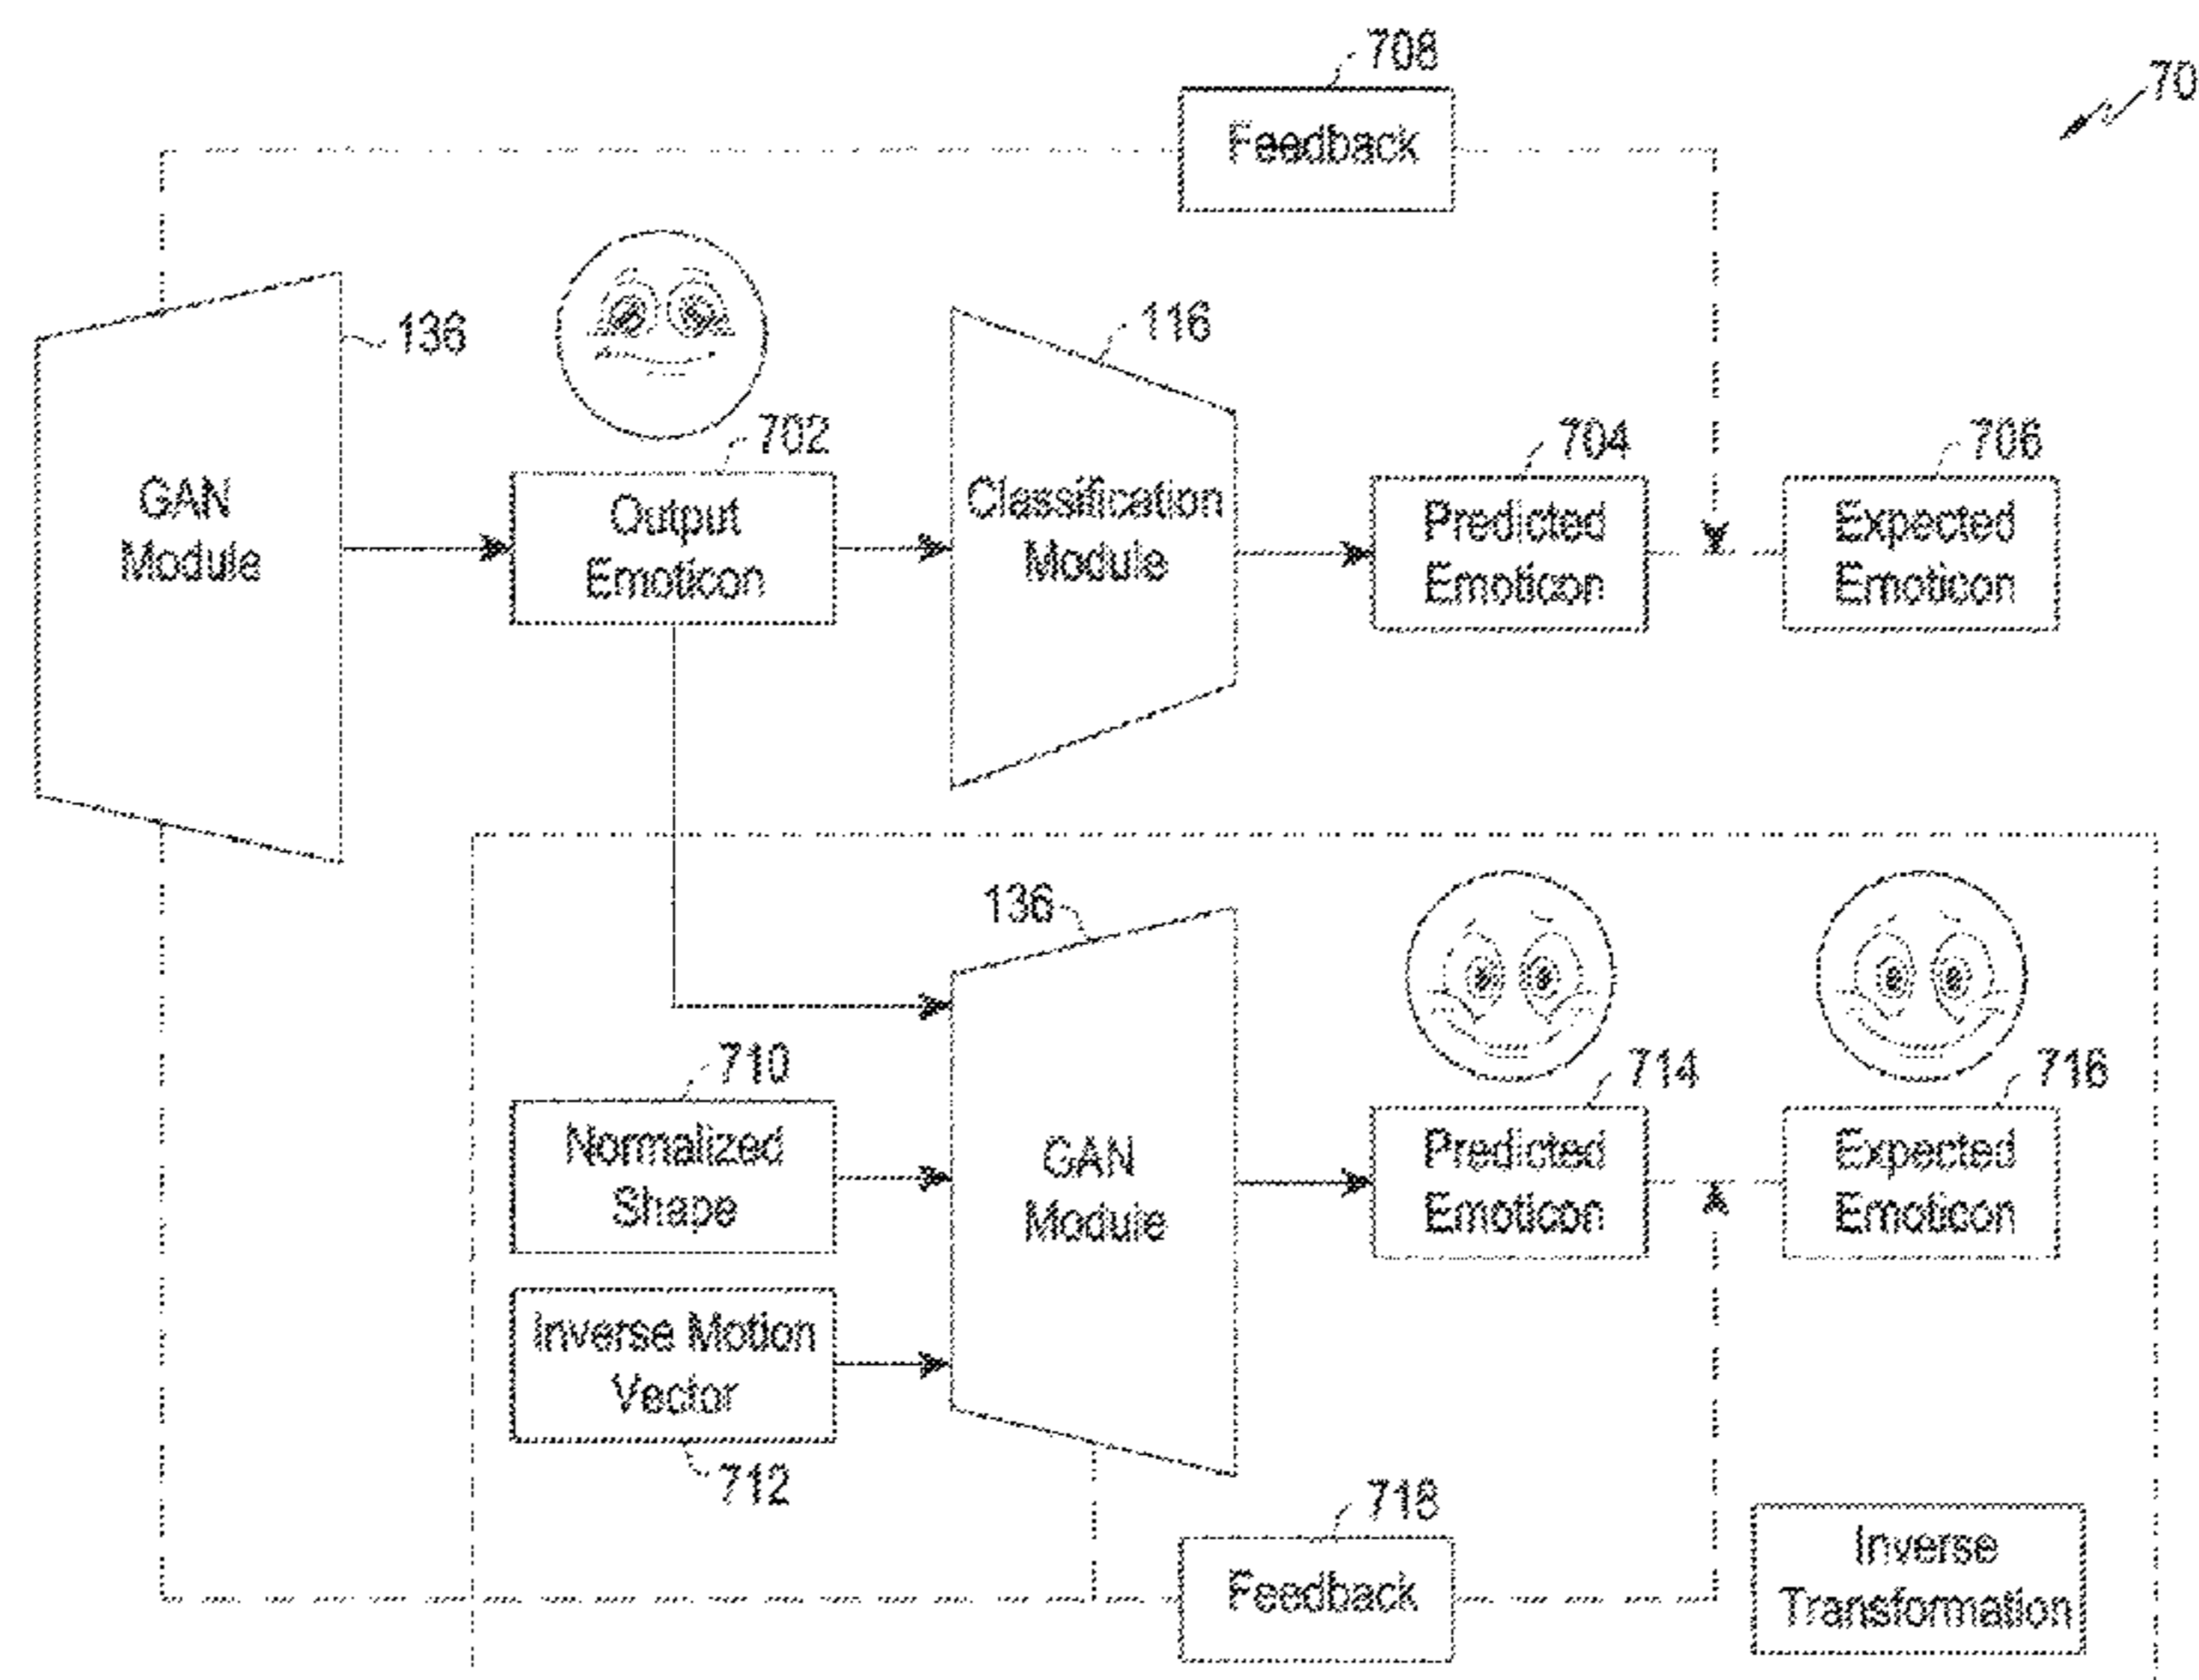 708
Feedback
70
136
GAN
Module
702
Output
Emoticon
116
Classification
Module
704
Predicted
Emoticon
706
Expected
Emoticon
136
GAN
Module
710
Normalized
Shape
Inverse Motion
Vector
712
714
Predicted
Emoticon
716
Expected
Emoticon
718
Feedback
Inverse
Transformation